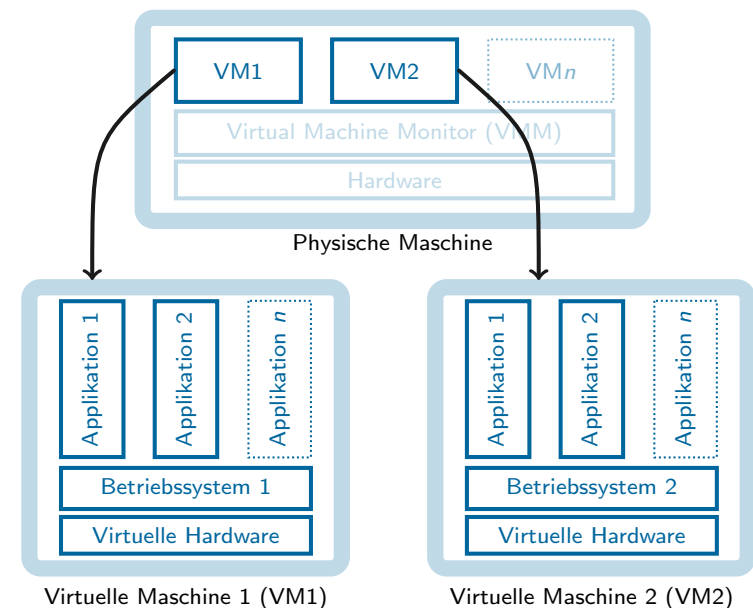 VM1 VM2 VMn
Virtual Machine Monitor (VMM)
Hardware
Physische Maschine
Applikation 1 Applikation 2 Applikation n
Betriebssystem 1
Virtuelle Hardware
Virtuelle Maschine 1 (VM1)
Applikation 1 Applikation 2 Applikation n
Betriebssystem 2
Virtuelle Hardware
Virtuelle Maschine 2 (VM2)